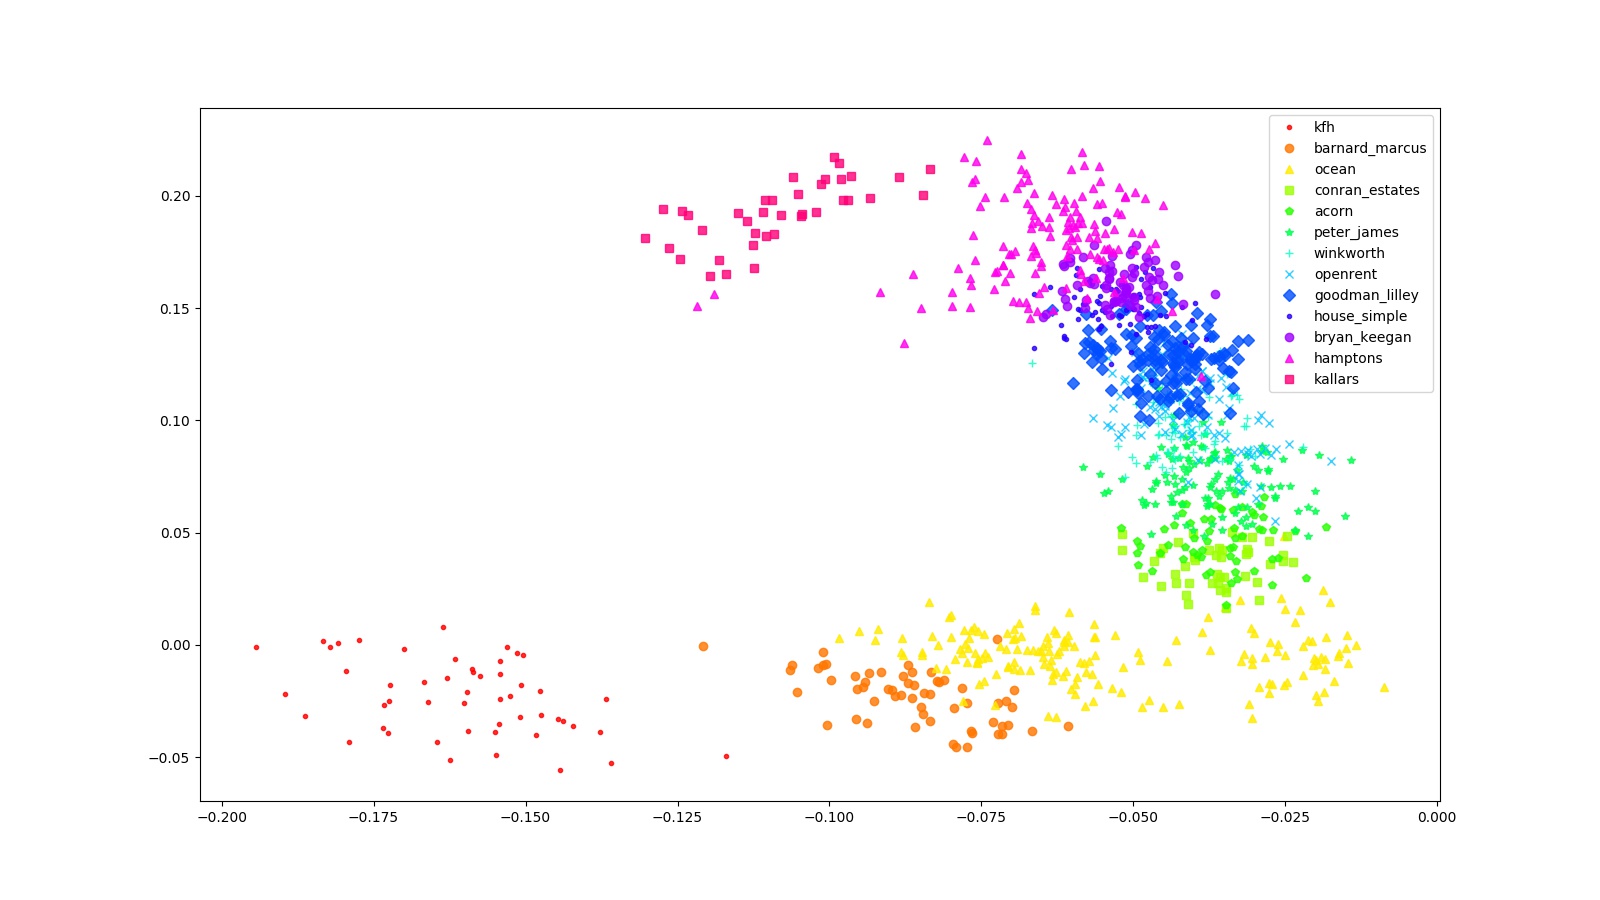 kfh
barnard_marcus
ocean
conran_estates
acorn
peter_james
winkworth
openrent
goodman_lilley
house_simple
bryan_keegan
hamptons
kallars
0.20
0.15
0.10
0.05
0.00
−0.05
−0.200 −0.175 −0.150 −0.125 −0.100 −0.075 −0.050 −0.025 0.000